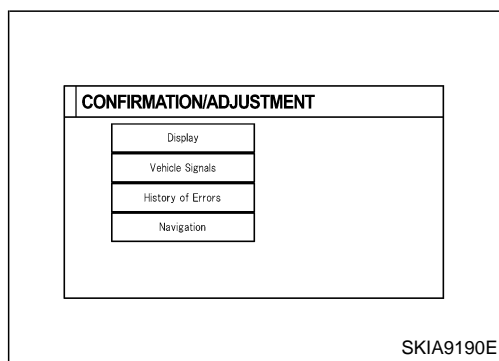 CONFIRMATION/ADJUSTMENT
Display
Vehicle Signals
History of Errors
Navigation
SKIA9190E